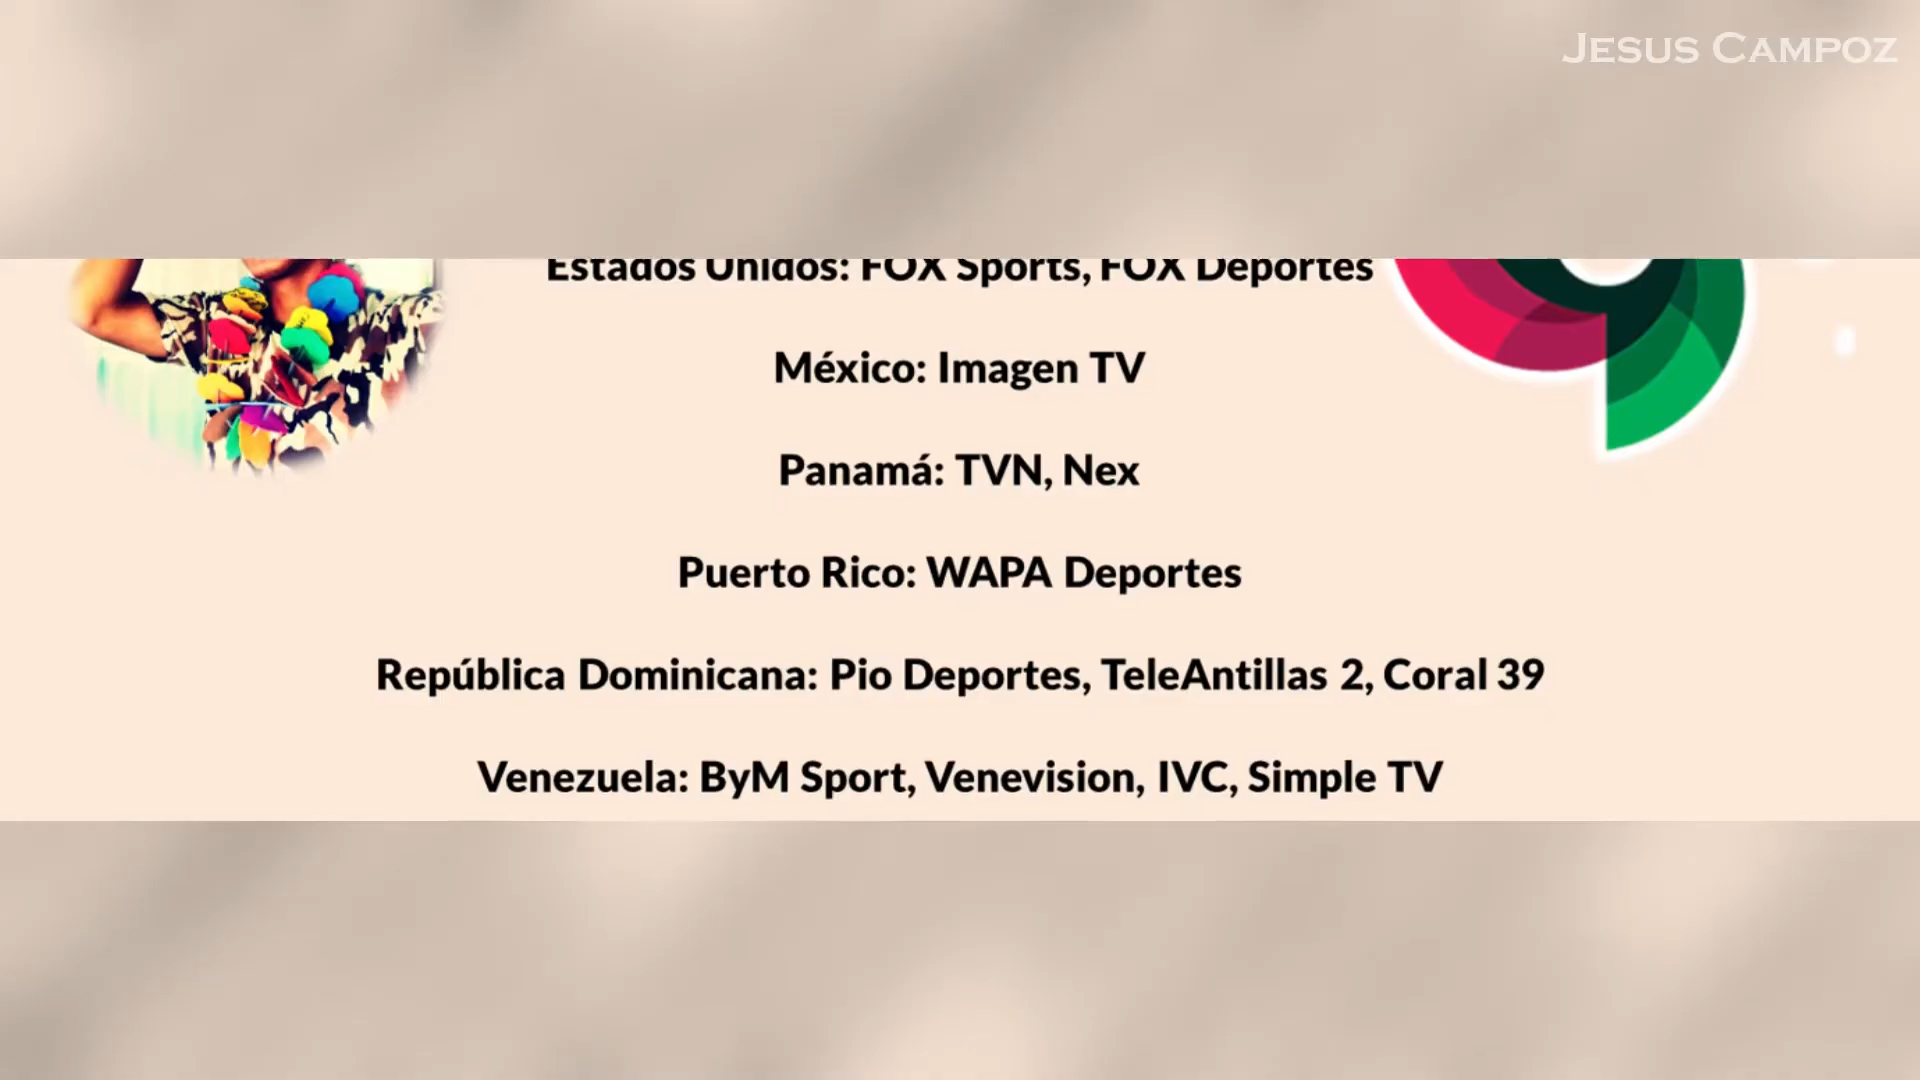 JESUS CAMPOZ
Estados Unidos: FOX Sports, FOX Deportes
México: Imagen TV
Panamá: TVN, Nex
Puerto Rico: WAPA Deportes
República Dominicana: Pio Deportes, TeleAntillas 2, Coral 39
Venezuela: ByM Sport, Venevision, IVC, Simple TV